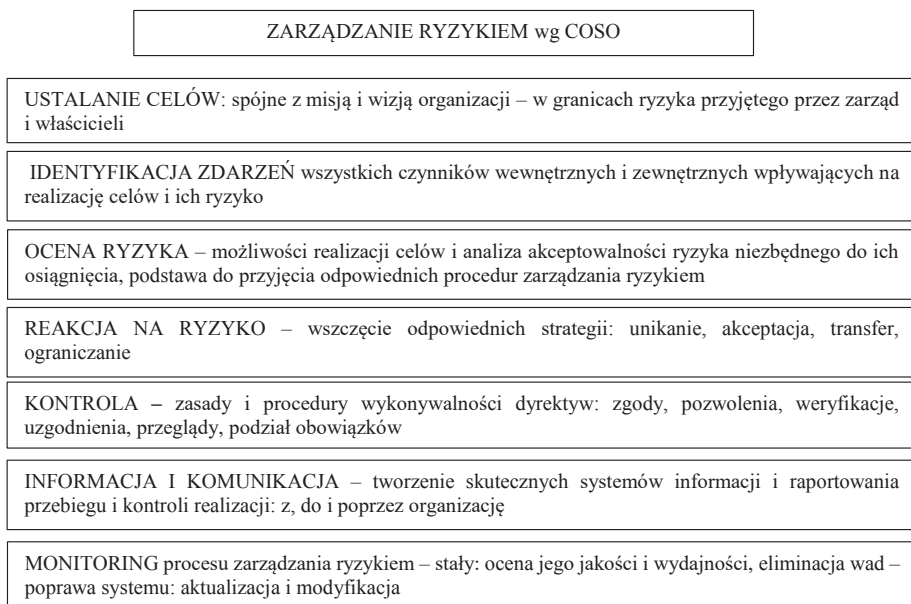 ZARZĄDZANIE RYZYKIEM wg COSO
USTALANIE CELÓW: spójne z misją i wizją organizacji – w granicach ryzyka przyjętego przez zarząd
i właścicieli
IDENTYFIKACJA ZDARZEŃ wszystkich czynników wewnętrznych i zewnętrznych wpływających na
realizację celów i ich ryzyko
OCENA RYZYKA – możliwości realizacji celów i analiza akceptowalności ryzyka niezbędnego do ich
osiągnięcia, podstawa do przyjęcia odpowiednich procedur zarządzania ryzykiem
REAKCJA NA RYZYKO – wszczęcie odpowiednich strategii: unikanie, akceptacja, transfer,
ograniczanie
KONTROLA – zasady i procedury wykonywalności dyrektyw: zgody, pozwolenia, weryfikacje,
uzgodnienia, przeglądy, podział obowiązków
INFORMACJA I KOMUNIKACJA – tworzenie skutecznych systemów informacji i raportowania
przebiegu i kontroli realizacji: z, do i poprzez organizację
MONITORING procesu zarządzania ryzykiem – stały: ocena jego jakości i wydajności, eliminacja wad –
poprawa systemu: aktualizacja i modyfikacja